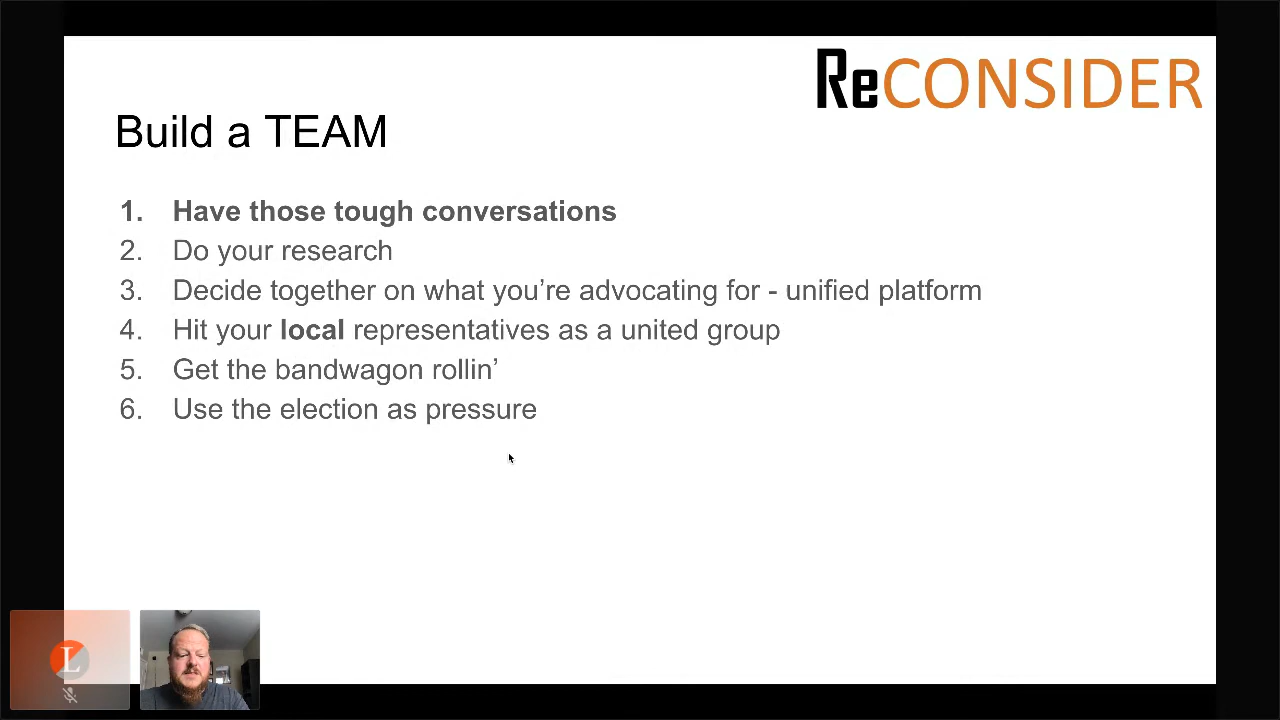 ReCONSIDER
Build a TEAM
1. Have those tough conversations
2. Do your research
3. Decide together on what you’re advocating for - unified platform
4. Hit your local representatives as a united group
5. Get the bandwagon rollin’
6. Use the election as pressure
L